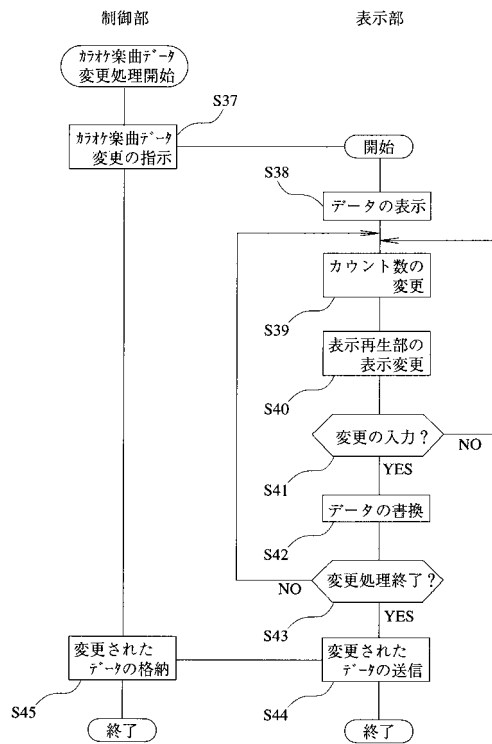 制御部
表示部
ｶﾗｵｹ楽曲ﾃﾞｰﾀ
変更処理開始
S37
ｶﾗｵｹ楽曲ﾃﾞｰﾀ
変更の指示
開始
S38
データの表示
カウント数の
変更
S39
表示再生部の
表示変更
S40
変更の入力？
NO
S41
YES
データの書換
S42
変更処理終了？
NO
S43
YES
変更された
データの格納
変更された
データの送信
S45
S44
終了
終了